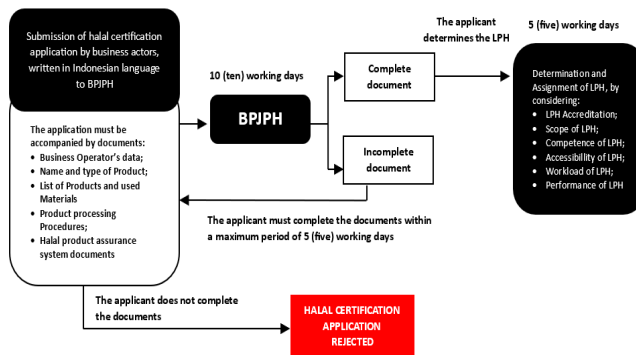 Submission of halal certification
application by business actors,
written in Indonesian language
to BPJPH
The application must be
accompanied by documents:
• Business Operator's data;
• Name and type of Product;
• List of Products and used
Materials
• Product processing
Procedures;
• Halal product assurance
system documents
10 (ten) working days
BPJPH
Complete
document
Incomplete
document
The applicant
determines the LPH
5 (five) working days
Determination and
Assignment of LPH, by
considering:
• LPH Accreditation;
• Scope of LPH;
• Competence of LPH;
• Accessibility of LPH;
• Workload of LPH;
• Performance of LPH
The applicant must complete the documents within
a maximum period of 5 (five) working days
The applicant does not complete
the documents
HALAL CERTIFICATION
APPLICATION
REJECTED